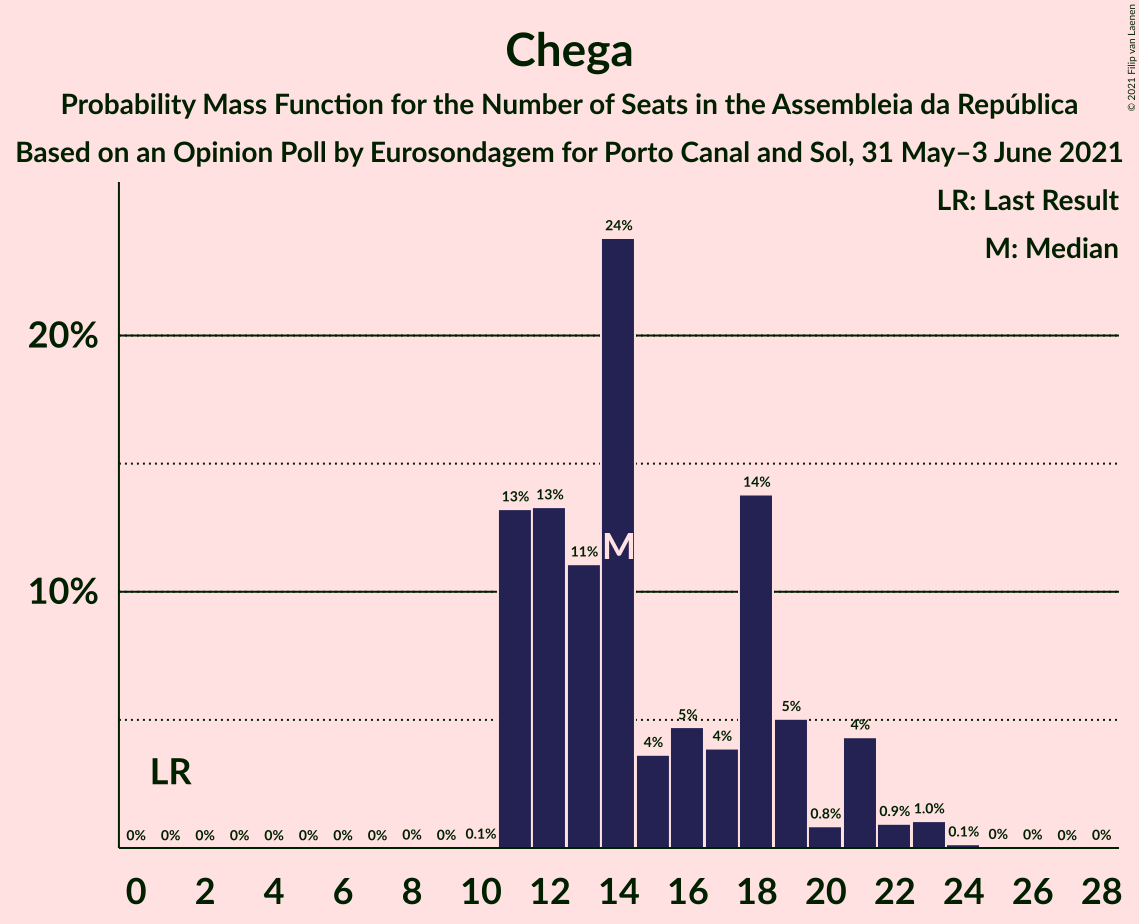 Chega
Probability Mass Function for the Number of Seats in the Assembleia da República
Based on an Opinion Poll by Eurosondagem for Porto Canal and Sol, 31 May–3 June 2021
© 2021 Filip van Laenen
LR: Last Result
M: Median
20%
10%
LR
M
0% 0% 0% 0% 0% 0% 0% 0% 0% 0% 0.1% 13% 13% 11% 24% 4% 5% 4% 14% 5% 0.8% 4% 0.9% 1.0% 0.1% 0% 0% 0% 0%
0 2 4 6 8 10 12 14 16 18 20 22 24 26 28